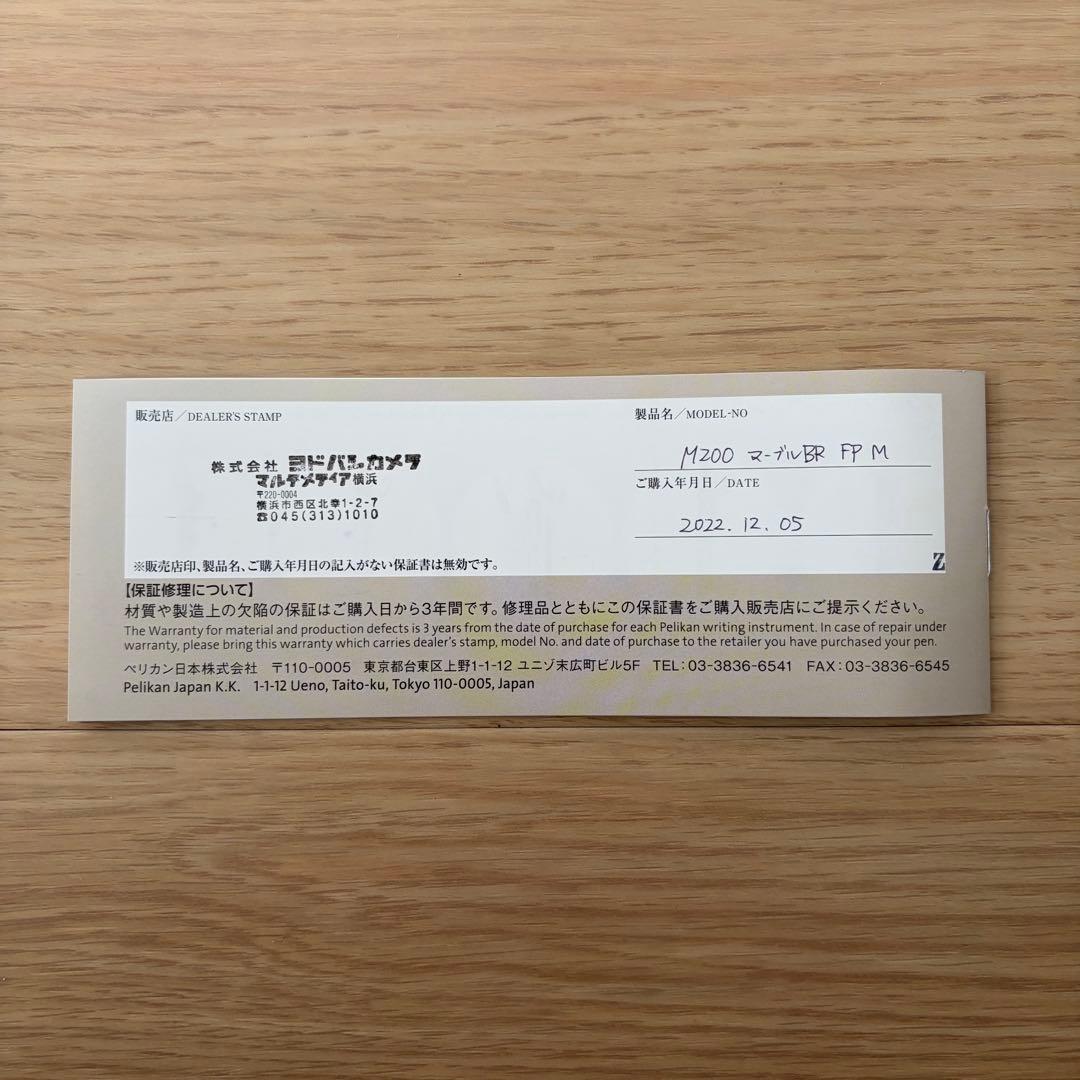 販売店/DEALER'S STAMP
株式会社 ヨドバシカメラ
マルチメディア横浜
〒220-0004
横浜市西区北幸1-2-7
☎045(313)1010
※販売店印、製品名、ご購入年月日の記入がない保証書は無効です。
製品名/MODEL-NO
M200 マーブルBR FP M
ご購入年月日/DATE
2022. 12. 05
Z
【保証修理について】
材質や製造上の欠陥の保証はご購入日から3年間です。修理品とともにこの保証書をご購入販売店にご提示ください。
The Warranty for material and production defects is 3 years from the date of purchase for each Pelikan writing instrument. In case of repair under
warranty, please bring this warranty which carries dealer's stamp, model No. and date of purchase to the retailer you have purchased your pen.
ペリカン日本株式会社 〒110-0005 東京都台東区上野1-1-12 ユニゾ末広町ビル5F TEL:03-3836-6541 FAX:03-3836-6545
Pelikan Japan K.K. 1-1-12 Ueno, Taito-ku, Tokyo 110-0005, Japan